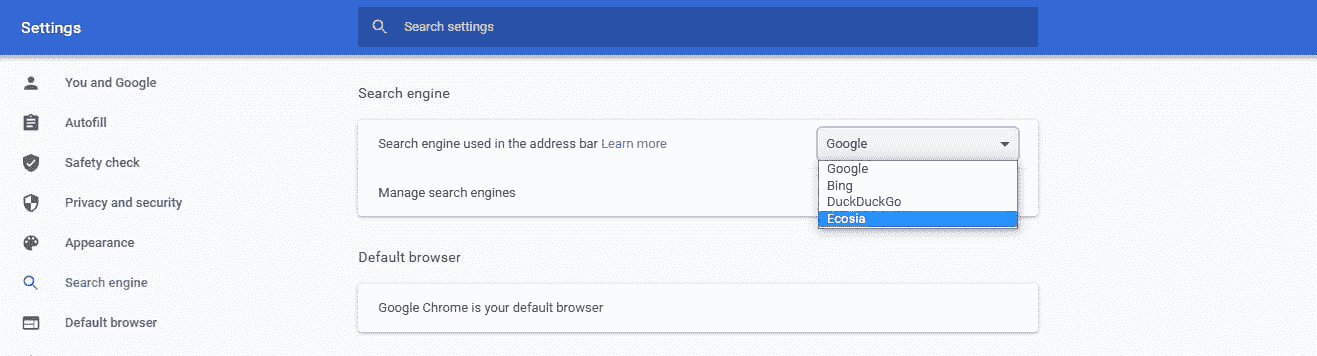 Settings
Search settings
You and Google
Autofill
Safety check
Privacy and security
Appearance
Search engine
Default browser
Search engine
Search engine used in the address bar Learn more
Google
Google
Bing
DuckDuckGo
Ecosia
Manage search engines
Default browser
Google Chrome is your default browser